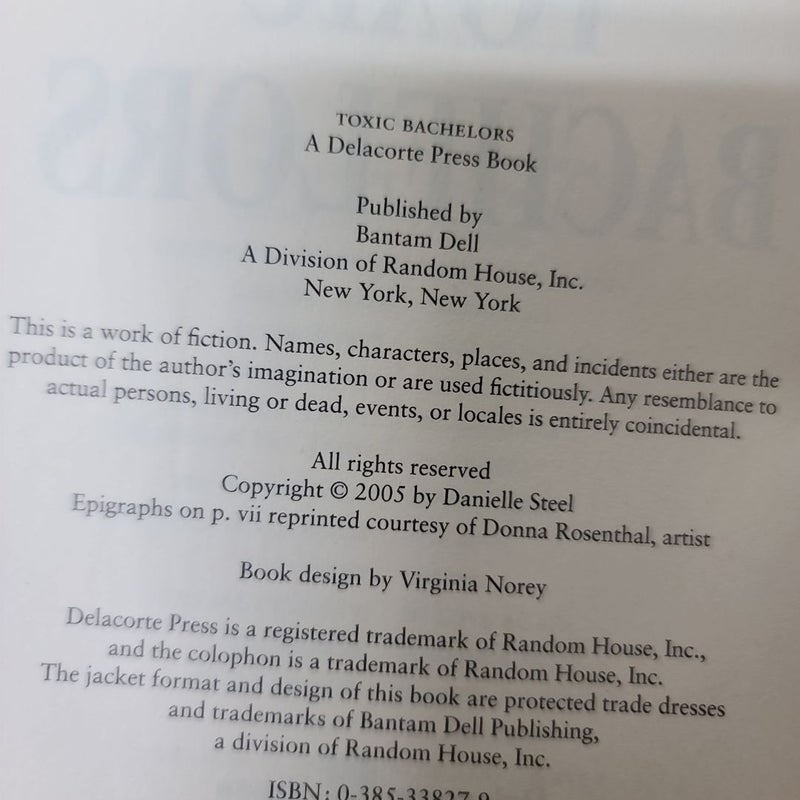 TOXIC BACHELORS
A Delacorte Press Book
Published by
Bantam Dell
A Division of Random House, Inc.
New York, New York
This is a work of fiction. Names, characters, places, and incidents either are the
product of the author's imagination or are used fictitiously. Any resemblance to
actual persons, living or dead, events, or locales is entirely coincidental.
All rights reserved
Copyright © 2005 by Danielle Steel
Epigraphs on p. vii reprinted courtesy of Donna Rosenthal, artist
Book design by Virginia Norey
Delacorte Press is a registered trademark of Random House, Inc.,
and the colophon is a trademark of Random House, Inc.
The jacket format and design of this book are protected trade dresses
and trademarks of Bantam Dell Publishing,
a division of Random House, Inc.
ISBN: 0-385-33827-9